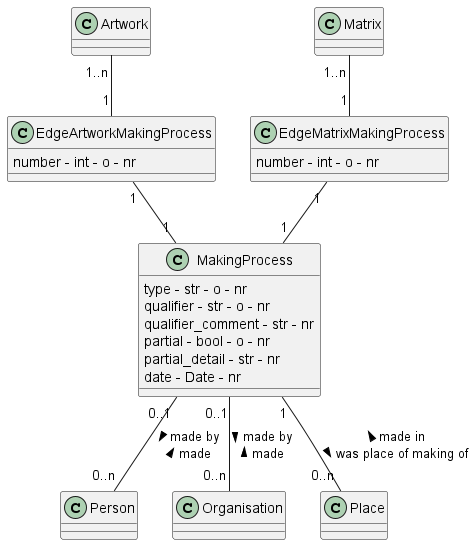 C Artwork
C Matrix
1..n
1..n
1
1
C EdgeArtworkMakingProcess
number - int - o - nr
C EdgeMatrixMakingProcess
number - int - o - nr
1
1
1
1
C MakingProcess
type - str - o - nr
qualifier - str - o - nr
qualifier_comment - str - nr
partial - bool - o - nr
partial_detail - str - nr
date - Date - nr
0..1
0..1
1
made by
made
made by
made
made in
was place of making of
0..n
0..n
0..n
C Person
C Organisation
C Place